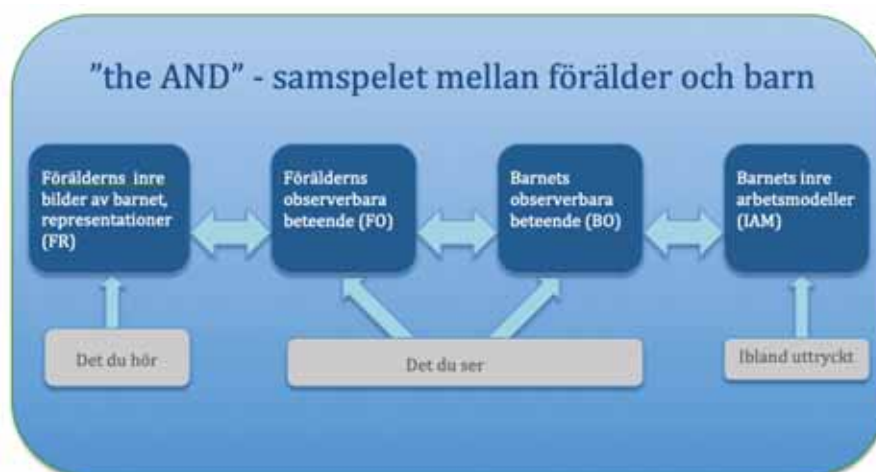 ”the AND” - samspelet mellan förälder och barn
Förälderns inre
bilder av barnet,
representationer
(FR)
Förälderns
observerbara
beteende (FO)
Barnets
observerbara
beteende (BO)
Barnets inre
arbetsmodeller
(IAM)
Det du hör
Det du ser
Ibland uttryckt